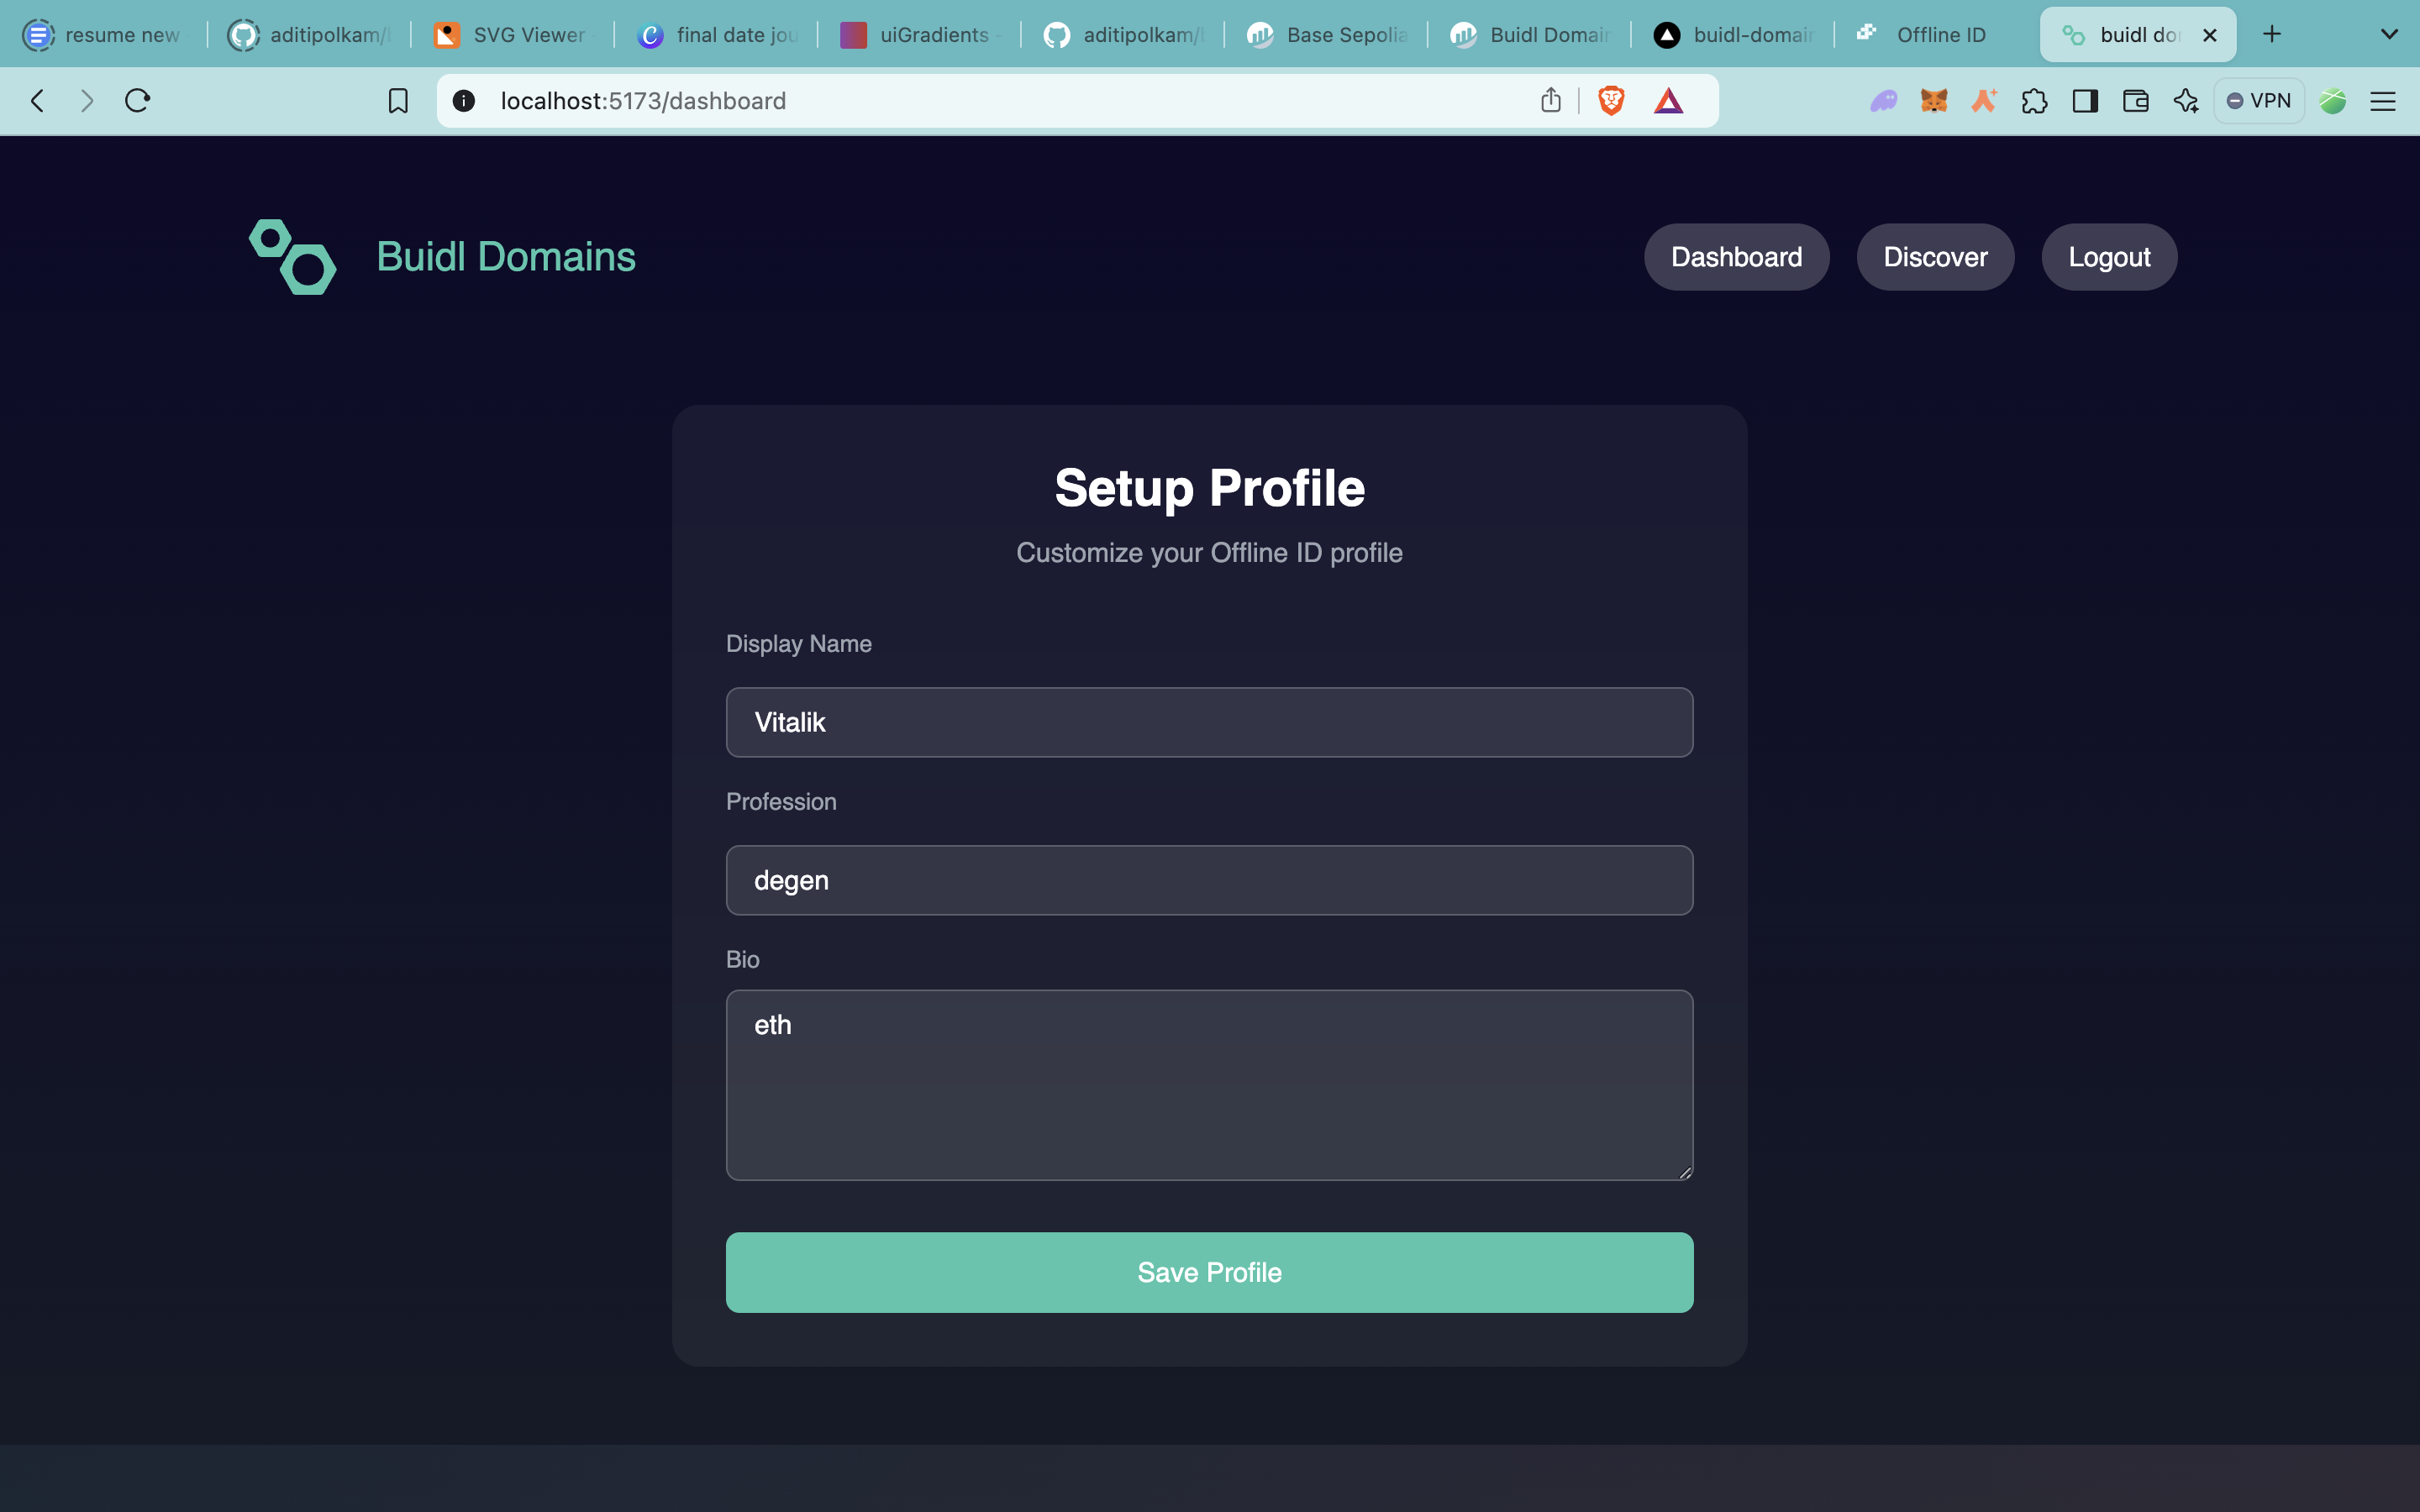 resume new
aditipolkam/
SVG Viewer -
final date jou
uiGradients -
aditipolkam/
Base Sepolia
Buidl Domain
buidl-domain
Offline ID
buidl do
localhost:5173/dashboard
VPN
Buidl Domains
Dashboard
Discover
Logout
Setup Profile
Customize your Offline ID profile
Display Name
Vitalik
Profession
degen
Bio
eth
Save Profile